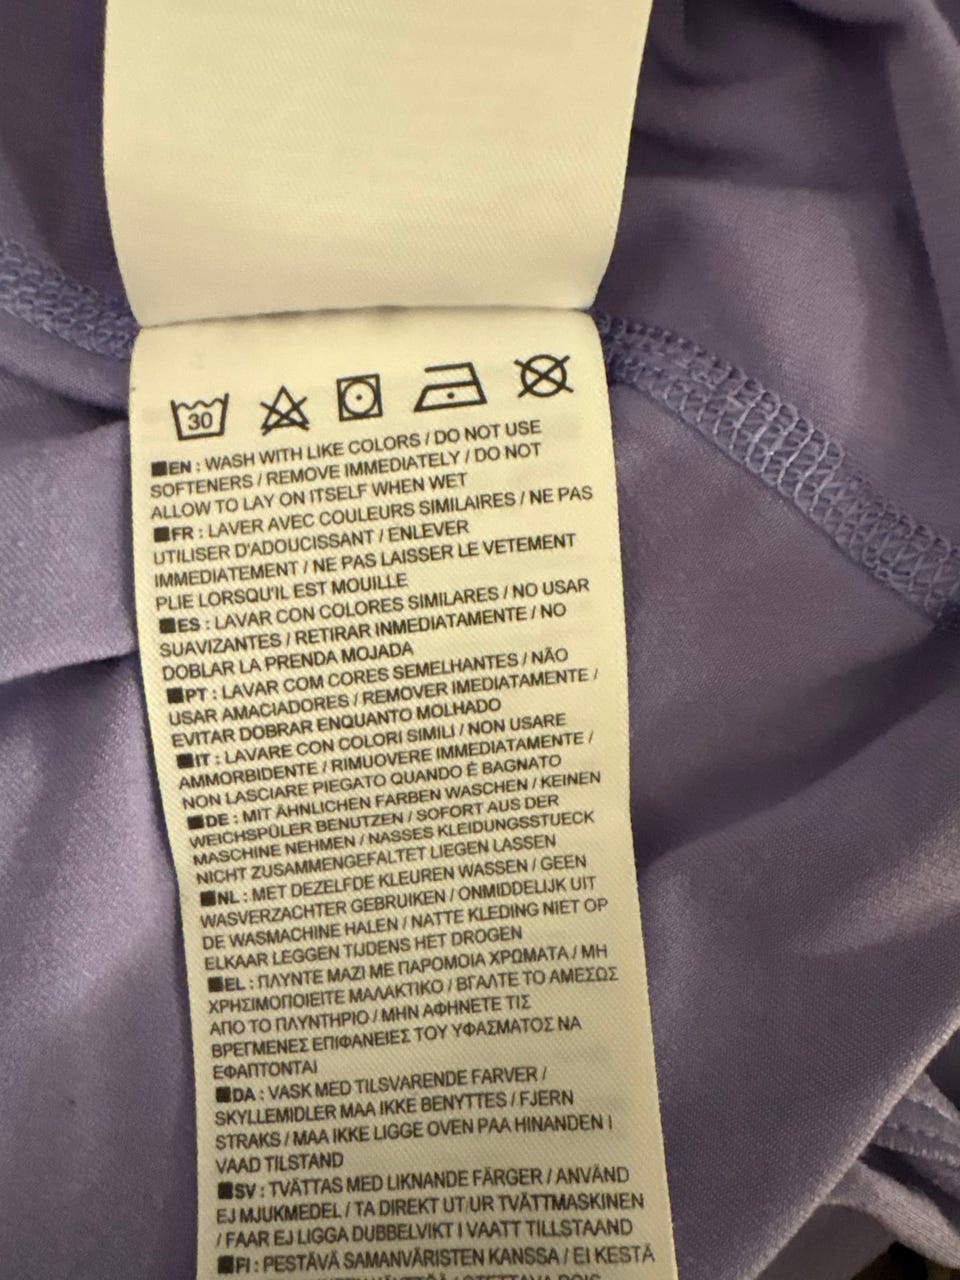 30
■EN : WASH WITH LIKE COLORS / DO NOT USE
SOFTENERS / REMOVE IMMEDIATELY / DO NOT
ALLOW TO LAY ON ITSELF WHEN WET
■FR : LAVER AVEC COULEURS SIMILAIRES / NE PAS
UTILISER D'ADOUCISSANT / ENLEVER
IMMEDIATEMENT / NE PAS LAISSER LE VETEMENT
PLIE LORSQU'IL EST MOUILLE
■ES : LAVAR CON COLORES SIMILARES / NO USAR
SUAVIZANTES / RETIRAR INMEDIATAMENTE / NO
DOBLAR LA PRENDA MOJADA
■PT : LAVAR COM CORES SEMELHANTES / NÃO
USAR AMACIADORES / REMOVER IMEDIATAMENTE /
EVITAR DOBRAR ENQUANTO MOLHADO
■IT : LAVARE CON COLORI SIMILI / NON USARE
AMMORBIDENTE / RIMUOVERE IMMEDIATAMENTE /
NON LASCIARE PIEGATO QUANDO È BAGNATO
■DE : MIT ÄHNLICHEN FARBEN WASCHEN / KEINEN
WEICHSPÜLER BENUTZEN / SOFORT AUS DER
MASCHINE NEHMEN / NASSES KLEIDUNGSSTUECK
NICHT ZUSAMMENGEFALTET LIEGEN LASSEN
■NL : MET DEZELFDE KLEUREN WASSEN / GEEN
WASVERZACHTER GEBRUIKEN / ONMIDDELIJK UIT
DE WASMACHINE HALEN / NATTE KLEDING NIET OP
ELKAAR LEGGEN TIJDENS HET DROGEN
■EL : ΠΛΥΝΤΕ ΜΑΖΙ ΜΕ ΠΑΡΟΜΟΙΑ ΧΡΩΜΑΤΑ / ΜΗ
ΧΡΗΣΙΜΟΠΟΙΕΙΤΕ ΜΑΛΑΚΤΙΚΟ / ΒΓΑΛΤΕ ΤΟ ΑΜΕΣΩΣ
ΑΠΟ ΤΟ ΠΛΥΝΤΗΡΙΟ / ΜΗΝ ΑΦΗΝΕΤΕ ΤΙΣ
ΒΡΕΓΜΕΝΕΣ ΕΠΙΦΑΝΕΙΕΣ ΤΟΥ ΥΦΑΣΜΑΤΟΣ ΝΑ
ΕΦΑΠΤΟΝΤΑΙ
■DA : VASK MED TILSVARENDE FARVER /
SKYLLEMIDLER MAA IKKE BENYTTES / FJERN
STRAKS / MAA IKKE LIGGE OVEN PAA HINANDEN I
VAAD TILSTAND
■SV : TVÄTTAS MED LIKNANDE FÄRGER / ANVÄND
EJ MJUKMEDEL / TA DIREKT UT UR TVÄTTMASKINEN
/ FAAR EJ LIGGA DUBBELVIKT I VAATT TILLSTAAND
■FI : PESTÄVÄ SAMANVÄRISTEN KANSSA / EI KESTÄ